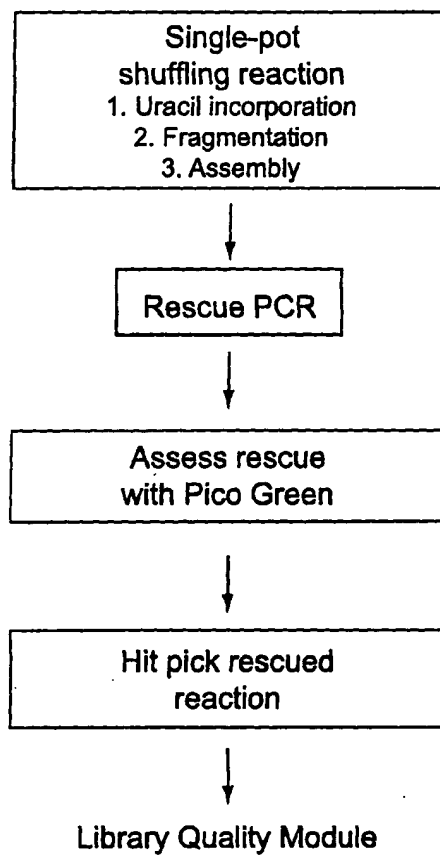 Single-pot
shuffling reaction
1. Uracil incorporation
2. Fragmentation
3. Assembly
Rescue PCR
Assess rescue
with Pico Green
Hit pick rescued
reaction
Library Quality Module